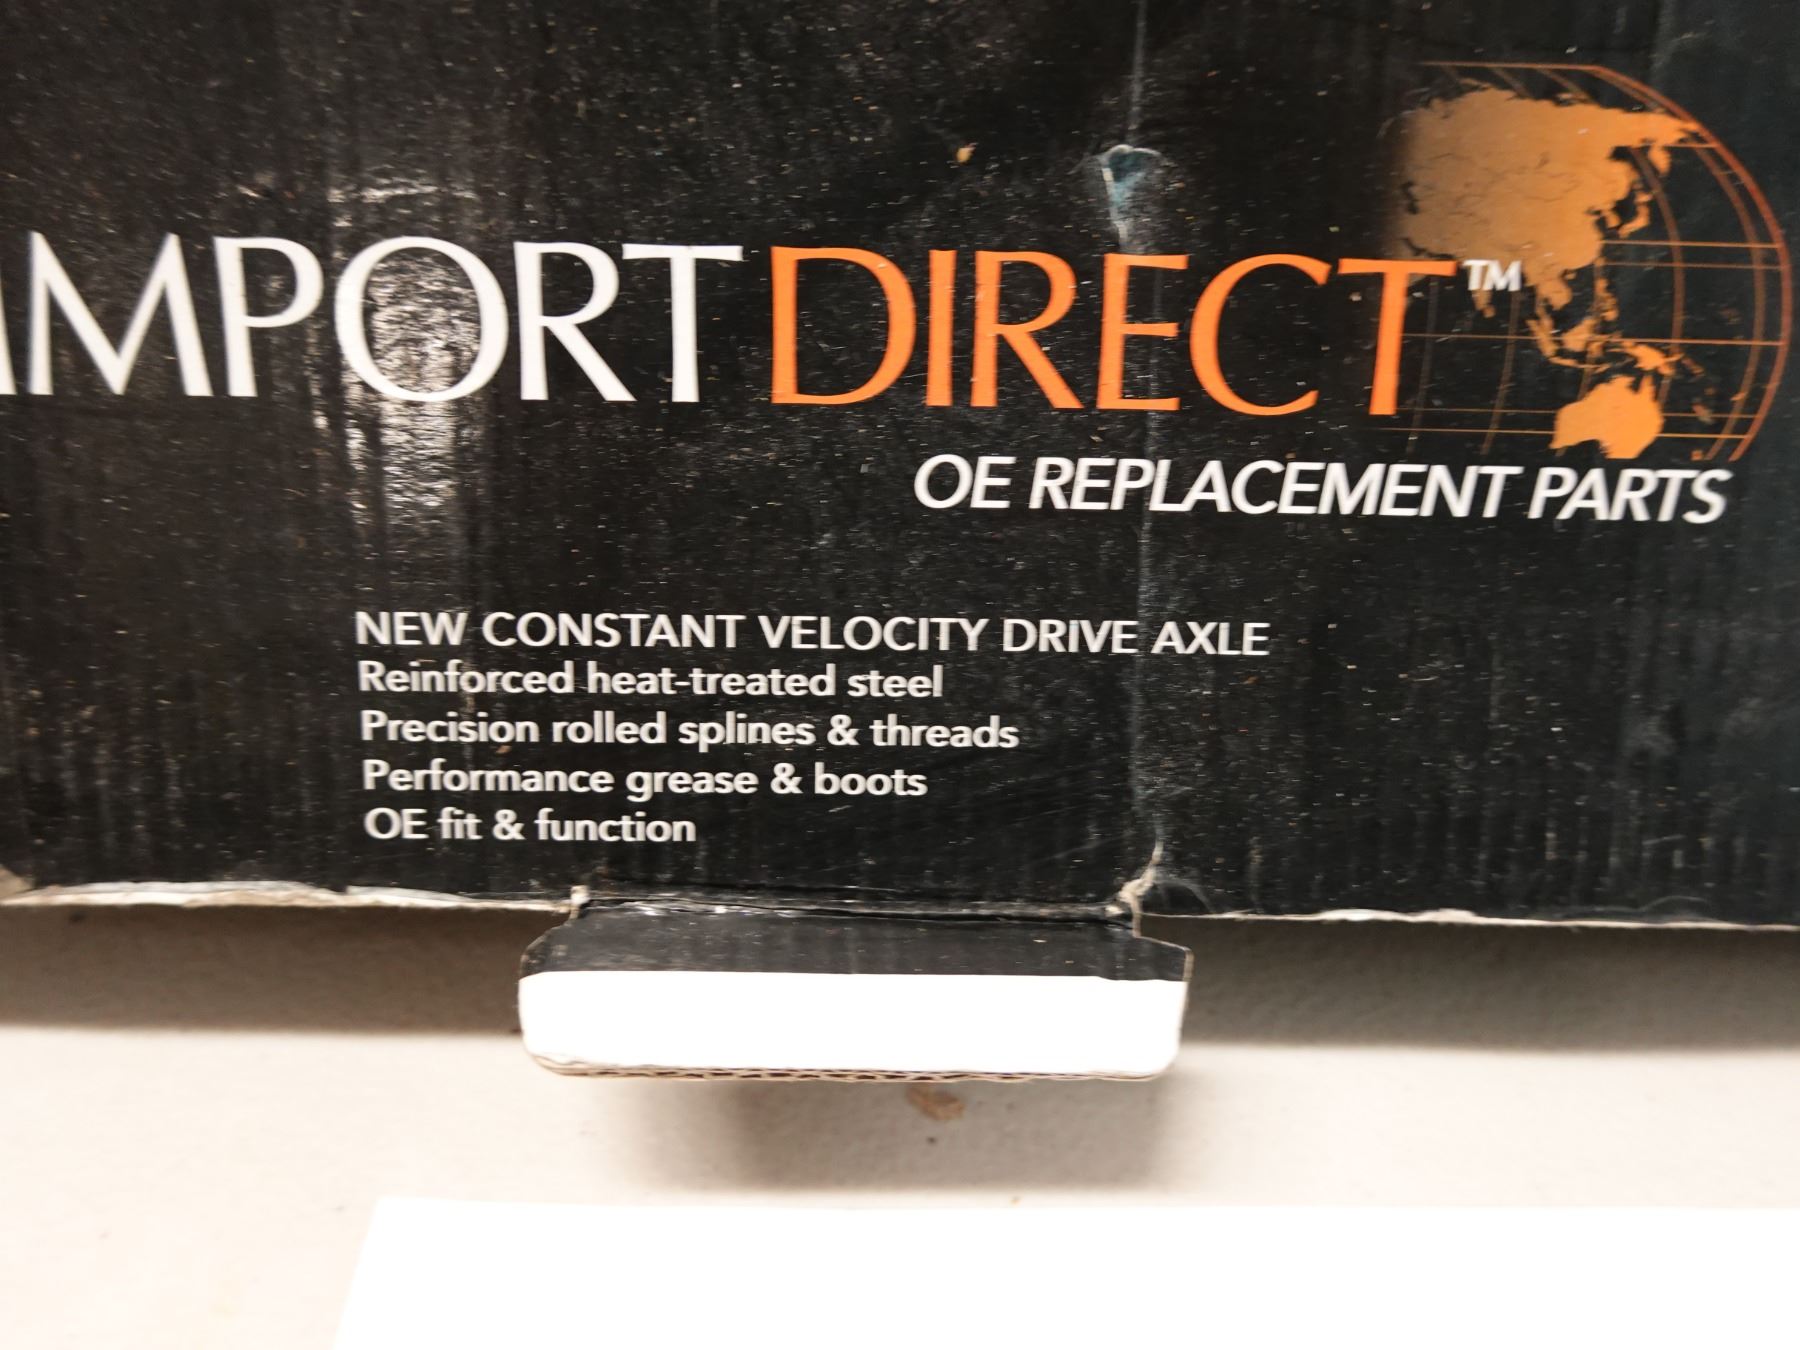 IMPORT DIRECT™
OE REPLACEMENT PARTS
NEW CONSTANT VELOCITY DRIVE AXLE
Reinforced heat-treated steel
Precision rolled splines & threads
Performance grease & boots
OE fit & function